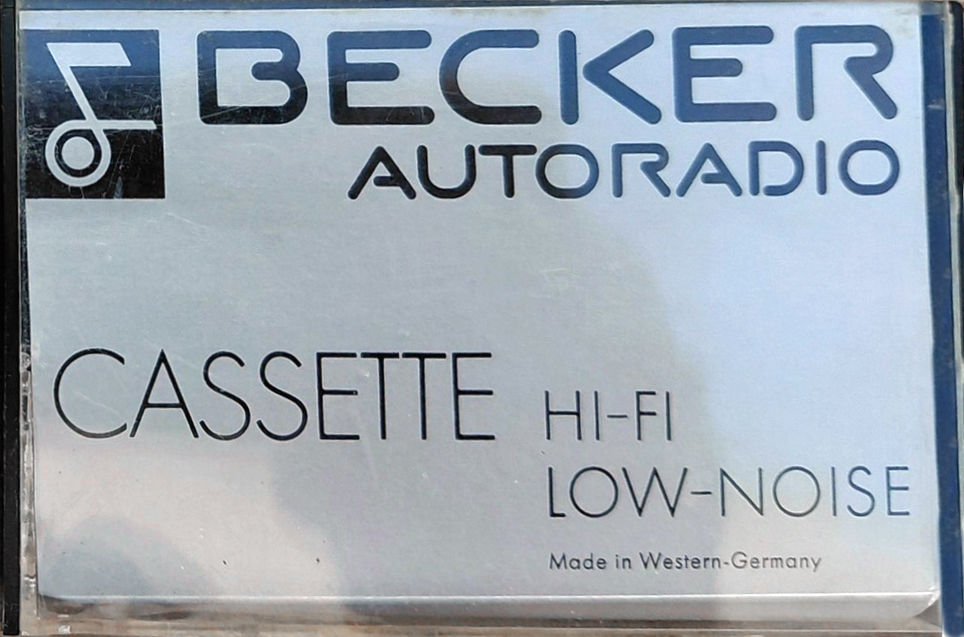 BECKER
AUTORADIO
CASSETTE HI-FI
LOW-NOISE
Made in Western-Germany